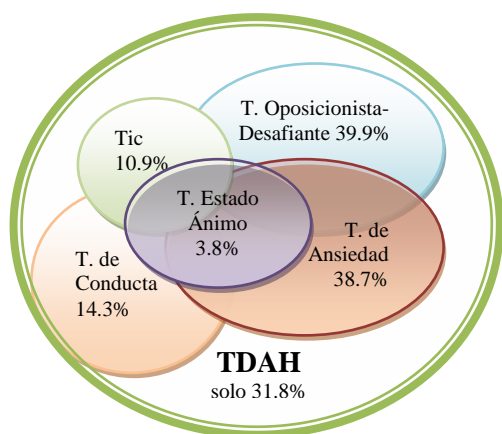 T. Oposicionista-
Desafiante 39.9%
Tic
10.9%
T. Estado
Ánimo
3.8%
T. de
Ansiedad
38.7%
T. de
Conducta
14.3%
TDAH
solo 31.8%